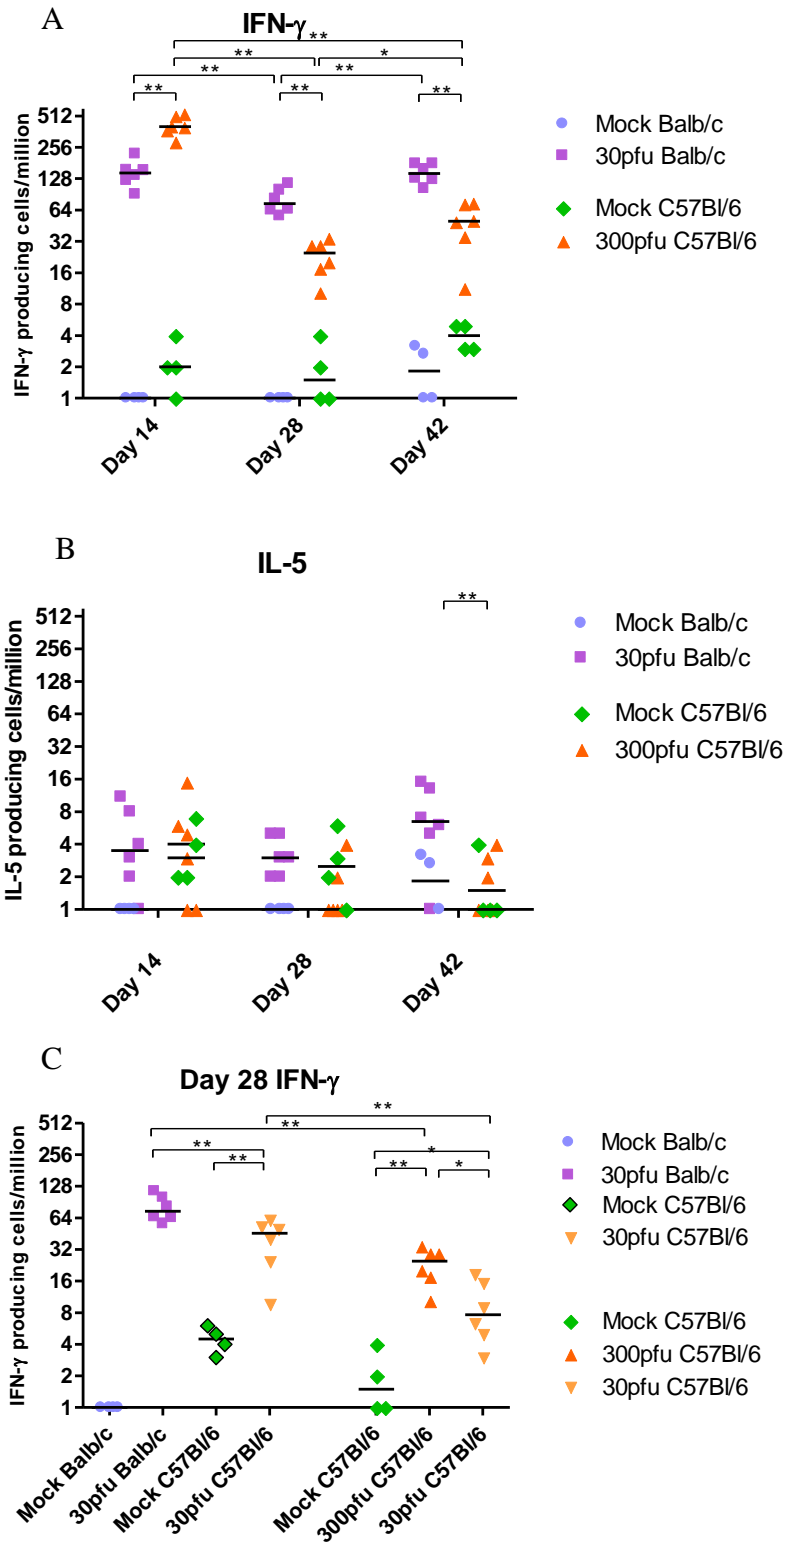 A
IFN-γ
**
** *
** **
** ** **
IFN-γ producing cells/million
512
256
128
64
32
16
8
4
2
1
Day 14 Day 28 Day 42
Mock Balb/c
30pfu Balb/c
Mock C57Bl/6
300pfu C57Bl/6
B
IL-5
**
IL-5 producing cells/million
512
256
128
64
32
16
8
4
2
1
Day 14 Day 28 Day 42
Mock Balb/c
30pfu Balb/c
Mock C57Bl/6
300pfu C57Bl/6
C
Day 28 IFN-γ
**
**
** *
** ** *
IFN-γ producing cells/million
512
256
128
64
32
16
8
4
2
1
Mock Balb/c 30pfu Balb/c Mock C57Bl/6 30pfu C57Bl/6 Mock C57Bl/6 300pfu C57Bl/6 30pfu C57Bl/6
Mock Balb/c
30pfu Balb/c
Mock C57Bl/6
30pfu C57Bl/6
Mock C57Bl/6
300pfu C57Bl/6
30pfu C57Bl/6